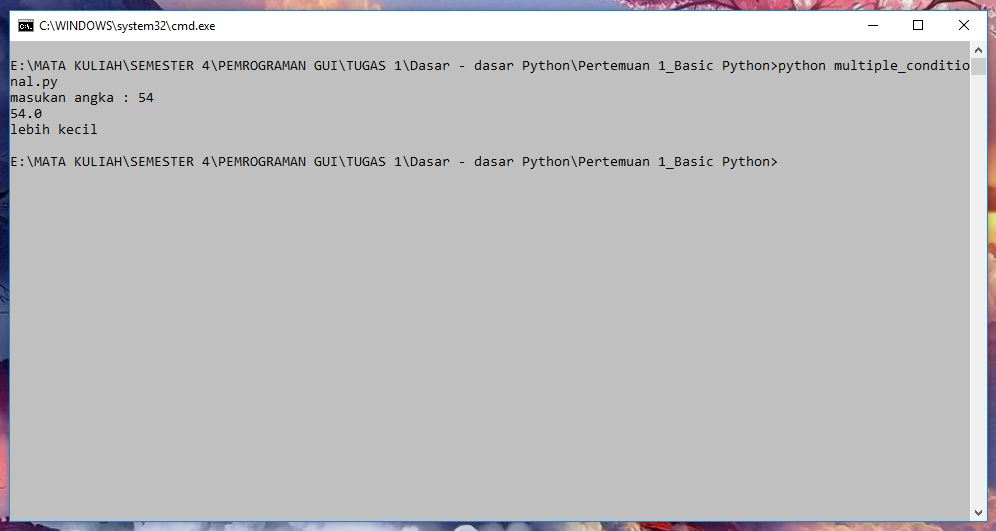 C:\WINDOWS\system32\cmd.exe
E:\MATA KULIAH\SEMESTER 4\PEMROGRAMAN GUI\TUGAS 1\Dasar - dasar Python\Pertemuan 1_Basic Python>python multiple_conditio
nal.py
masukan angka : 54
54.0
lebih kecil
E:\MATA KULIAH\SEMESTER 4\PEMROGRAMAN GUI\TUGAS 1\Dasar - dasar Python\Pertemuan 1_Basic Python>